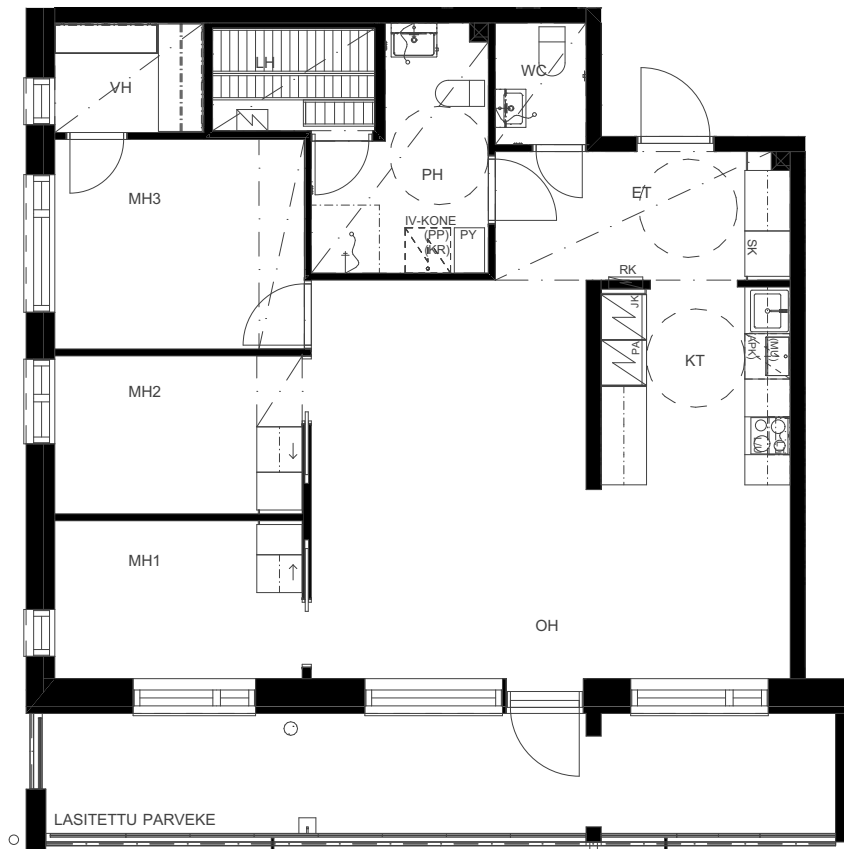 VH
LH
WC
MH3
PH
ET
IV-KONE
(PP)
(KR)
PY
SK
RK
JK
PA
KT
(APK)
(MU)
MH2
MH1
OH
LASITETTU PARVEKE